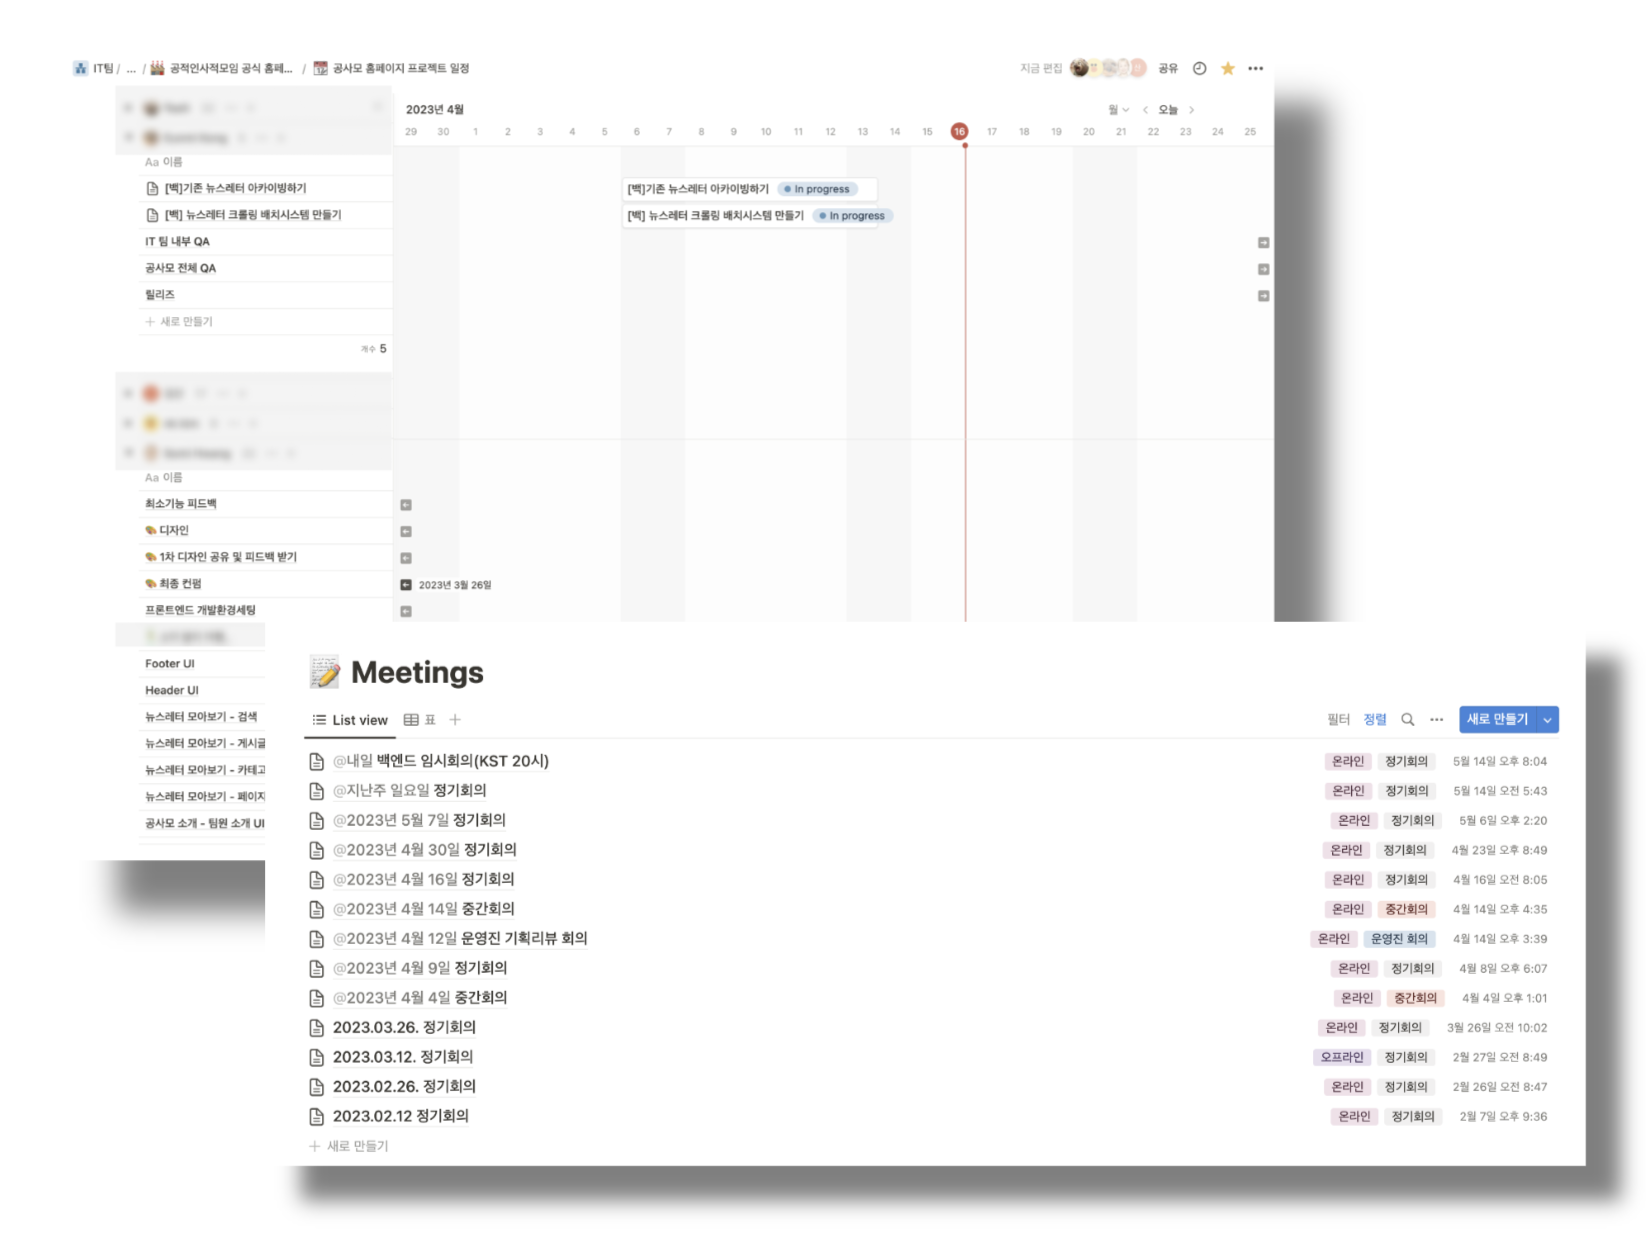 IT팀 / ... / 공적인사적모임 공식 홈페... / 공사모 홈페이지 프로젝트 일정
지금 편집 공유
2023년 4월
월 오늘
29 30 1 2 3 4 5 6 7 8 9 10 11 12 13 14 15 16 17 18 19 20 21 22 23 24 25
Aa 이름
[백]기존 뉴스레터 아카이빙하기
[백]기존 뉴스레터 아카이빙하기 In progress
[백] 뉴스레터 크롤링 배치시스템 만들기
[백] 뉴스레터 크롤링 배치시스템 만들기 In progress
IT 팀 내부 QA
공사모 전체 QA
릴리즈
+ 새로 만들기
개수 5
Aa 이름
최소기능 피드백
디자인
1차 디자인 공유 및 피드백 받기
최종 컨펌
2023년 3월 26일
프론트엔드 개발환경세팅
Footer UI
Header UI
뉴스레터 모아보기 - 검색
뉴스레터 모아보기 - 게시글
뉴스레터 모아보기 - 카테고
뉴스레터 모아보기 - 페이지
공사모 소개 - 팀원 소개 UI
Meetings
List view 표 +
필터 정렬 ... 새로 만들기
@내일 백엔드 임시회의(KST 20시) 온라인 정기회의 5월 14일 오후 8:04
@지난주 일요일 정기회의 온라인 정기회의 5월 14일 오전 5:43
@2023년 5월 7일 정기회의 온라인 정기회의 5월 6일 오후 2:20
@2023년 4월 30일 정기회의 온라인 정기회의 4월 23일 오후 8:49
@2023년 4월 16일 정기회의 온라인 정기회의 4월 16일 오전 8:05
@2023년 4월 14일 중간회의 온라인 중간회의 4월 14일 오후 4:35
@2023년 4월 12일 운영진 기획리뷰 회의 온라인 운영진 회의 4월 14일 오후 3:39
@2023년 4월 9일 정기회의 온라인 정기회의 4월 8일 오후 6:07
@2023년 4월 4일 중간회의 온라인 중간회의 4월 4일 오후 1:01
2023.03.26. 정기회의 온라인 정기회의 3월 26일 오전 10:02
2023.03.12. 정기회의 오프라인 정기회의 2월 27일 오전 8:49
2023.02.26. 정기회의 온라인 정기회의 2월 26일 오전 8:47
2023.02.12 정기회의 온라인 정기회의 2월 7일 오후 9:36
+ 새로 만들기